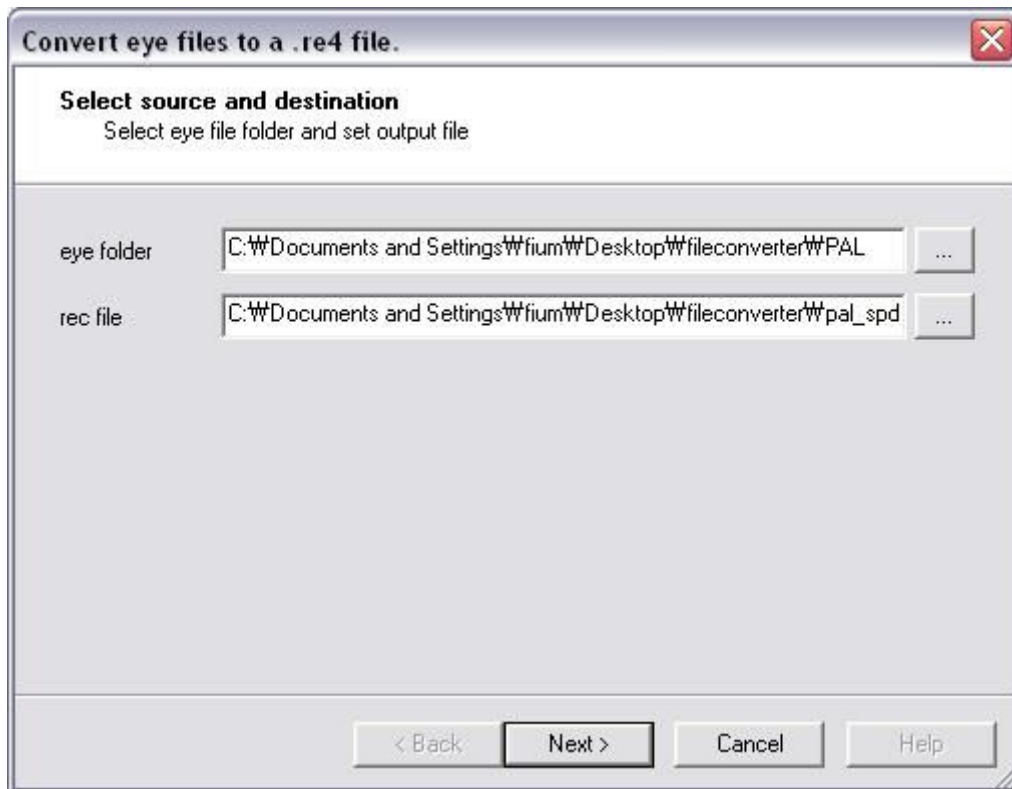 Convert eye files to a .re4 file.
Select source and destination
Select eye file folder and set output file
eye folder
C:₩Documents and Settings₩fium₩Desktop₩fileconverter₩PAL
...
rec file
C:₩Documents and Settings₩fium₩Desktop₩fileconverter₩pal_spd
...
< Back
Next >
Cancel
Help